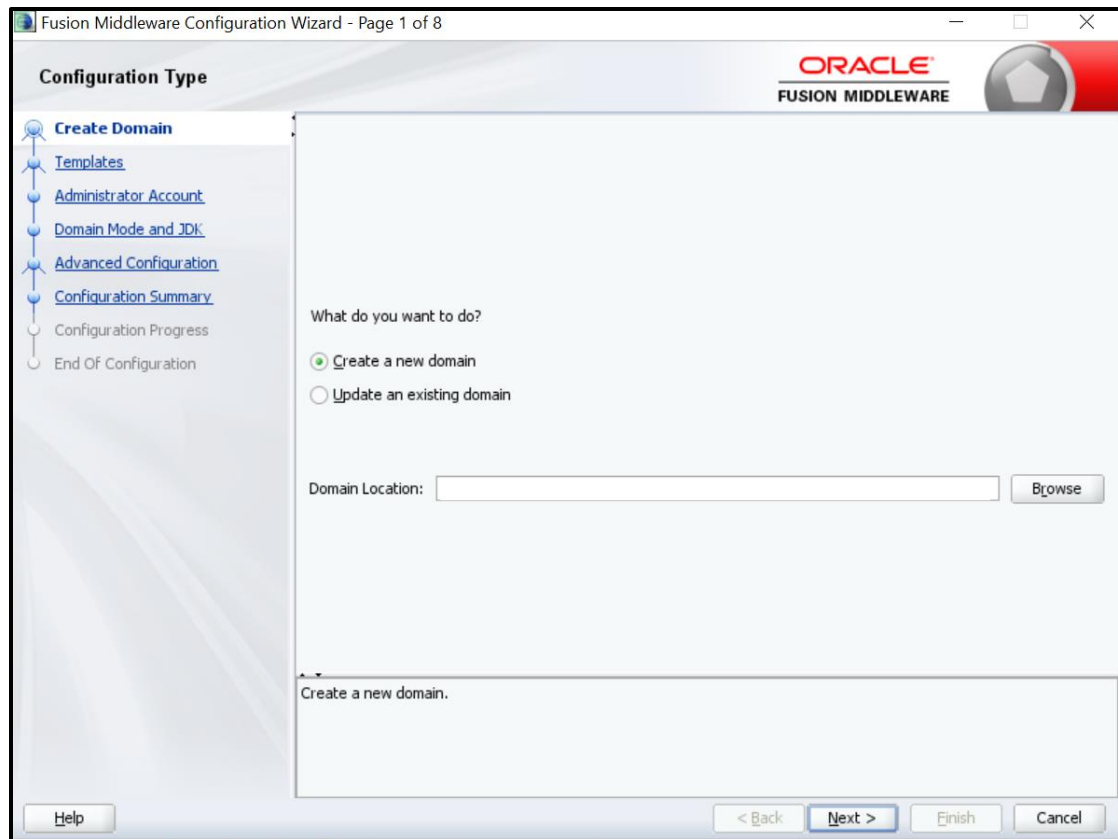 Fusion Middleware Configuration Wizard - Page 1 of 8
Configuration Type
ORACLE
FUSION MIDDLEWARE
Create Domain
Templates
Administrator Account
Domain Mode and JDK
Advanced Configuration
Configuration Summary
Configuration Progress
End Of Configuration
What do you want to do?
Create a new domain
Update an existing domain
Domain Location:
Browse
Create a new domain.
Help
< Back
Next >
Finish
Cancel